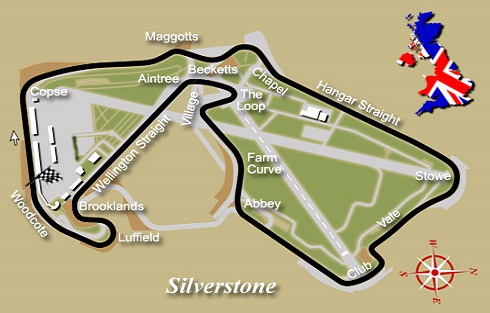 Maggotts
Becketts
Aintree
Chapel
Copse
The
Loop
Hangar Straight
Village
Wellington Straight
Farm
Curve
Stowe
Woodcote
Brooklands
Abbey
Vale
Luffield
Club
Silverstone
W
N
S
E